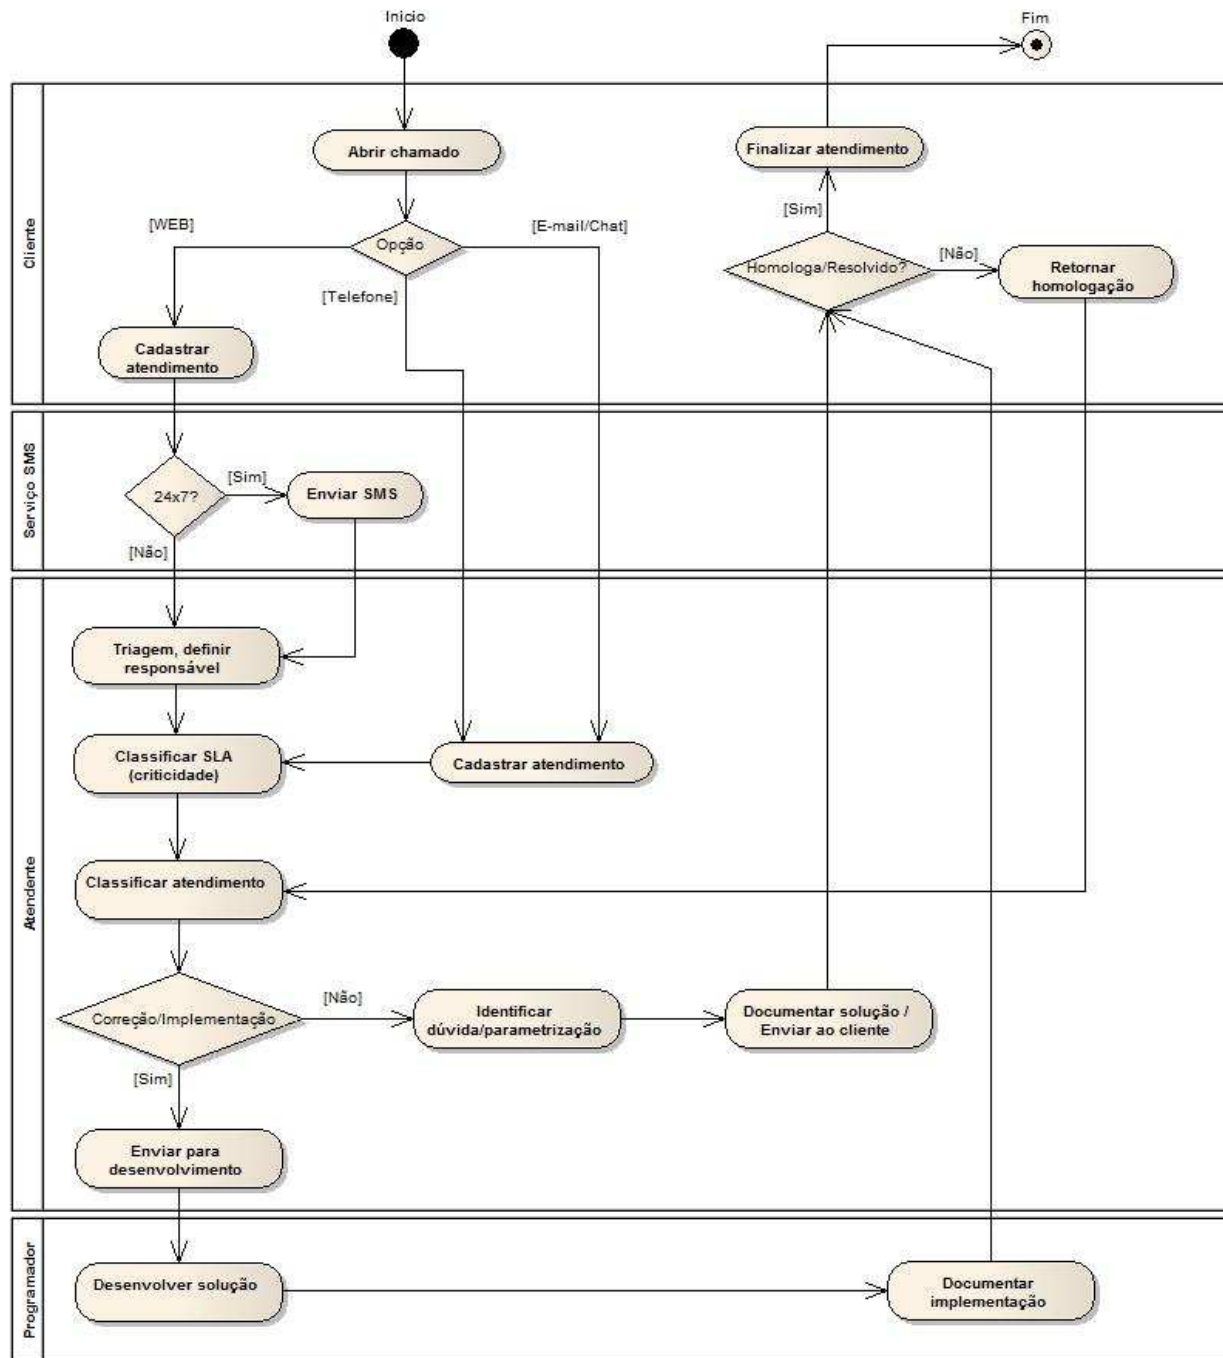 Inicio
Fim
Cliente
Abrir chamado
Finalizar atendimento
[WEB]
Opção
[E-mail/Chat]
[Telefone]
[Sim]
Homologa/Resolvido?
[Não]
Retornar
homologação
Cadastrar
atendimento
Serviço SMS
24x7?
[Sim]
Enviar SMS
[Não]
Atendente
Triagem, definir
responsável
Classificar SLA
(criticidade)
Cadastrar atendimento
Classificar atendimento
Correção/Implementação
[Não]
Identificar
dúvida/parametrização
Documentar solução /
Enviar ao cliente
[Sim]
Enviar para
desenvolvimento
Programador
Desenvolver solução
Documentar
implementação